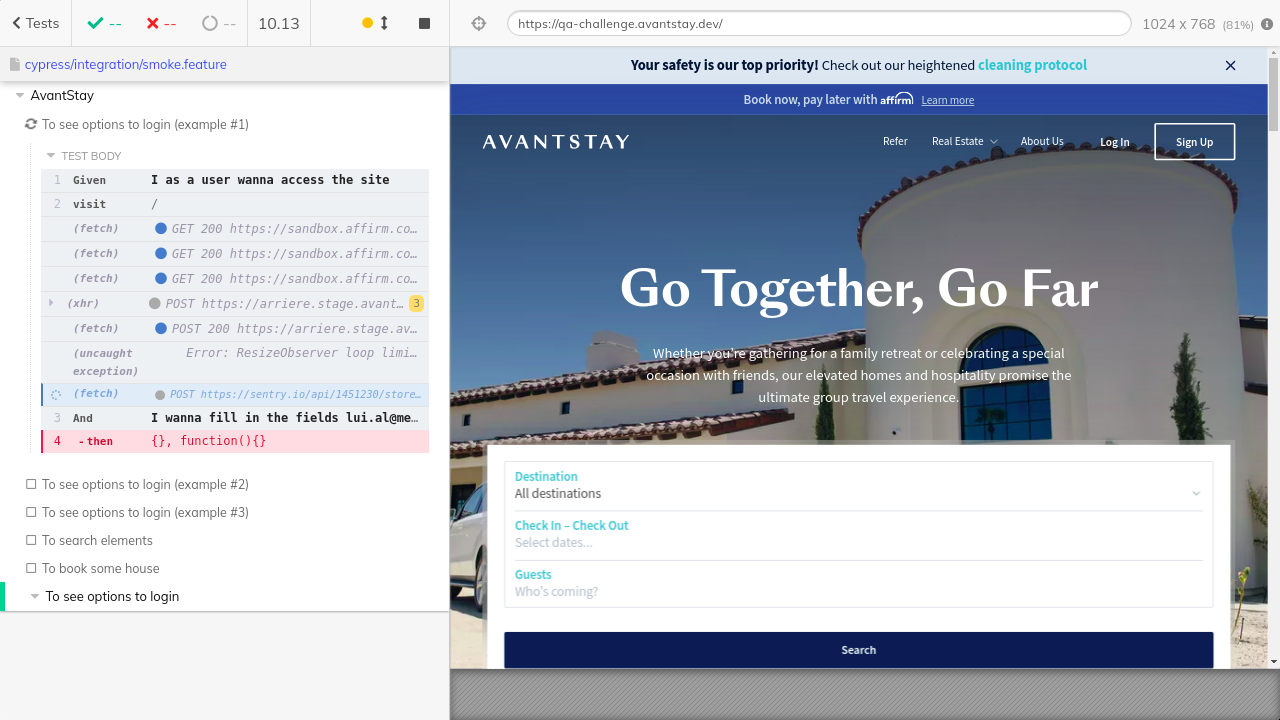 Tests
--
--
--
10.13
https://qa-challenge.avantstay.dev/
1024 x 768 (81%)
cypress/integration/smoke.feature
AvantStay
To see options to login (example #1)
TEST BODY
1 Given I as a user wanna access the site
2 visit /
(fetch) GET 200 https://sandbox.affirm.co…
(fetch) GET 200 https://sandbox.affirm.co…
(fetch) GET 200 https://sandbox.affirm.co…
(xhr) POST https://arriere.stage.avant… 3
(fetch) POST 200 https://arriere.stage.av…
(uncaught exception) Error: ResizeObserver loop limi…
(fetch) POST https://sentry.io/api/1451230/store…
3 And I wanna fill in the fields lui.al@me…
4 -then {}, function(){}
To see options to login (example #2)
To see options to login (example #3)
To search elements
To book some house
To see options to login
Your safety is our top priority! Check out our heightened cleaning protocol
Book now, pay later with affirm Learn more
AVANTSTAY
Refer
Real Estate
About Us
Log In
Sign Up
Go Together, Go Far
Whether you're gathering for a family retreat or celebrating a special
occasion with friends, our elevated homes and hospitality promise the
ultimate group travel experience.
Destination
All destinations
Check In – Check Out
Select dates...
Guests
Who's coming?
Search